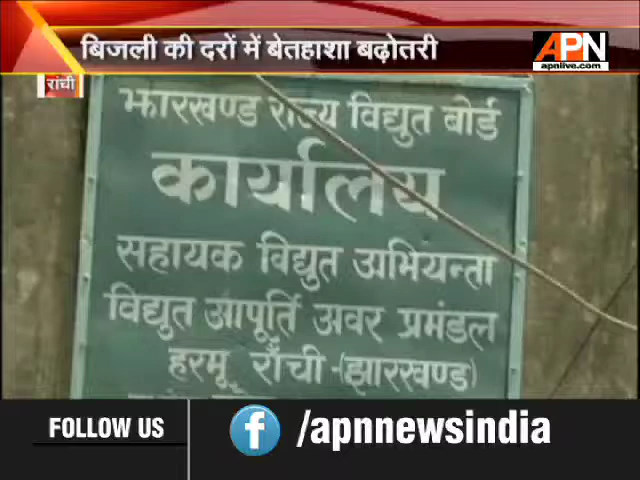 बिजली की दरों में बेतहाशा बढ़ोतरी
APN
apnlive.com
रांची
झारखण्ड राज्य विद्युत बोर्ड
कार्यालय
सहायक विद्युत अभियन्ता
विद्युत आपूर्ति अवर प्रमंडल
हरमू राँची-(झारखण्ड)
FOLLOW US
f/apnnewsindia